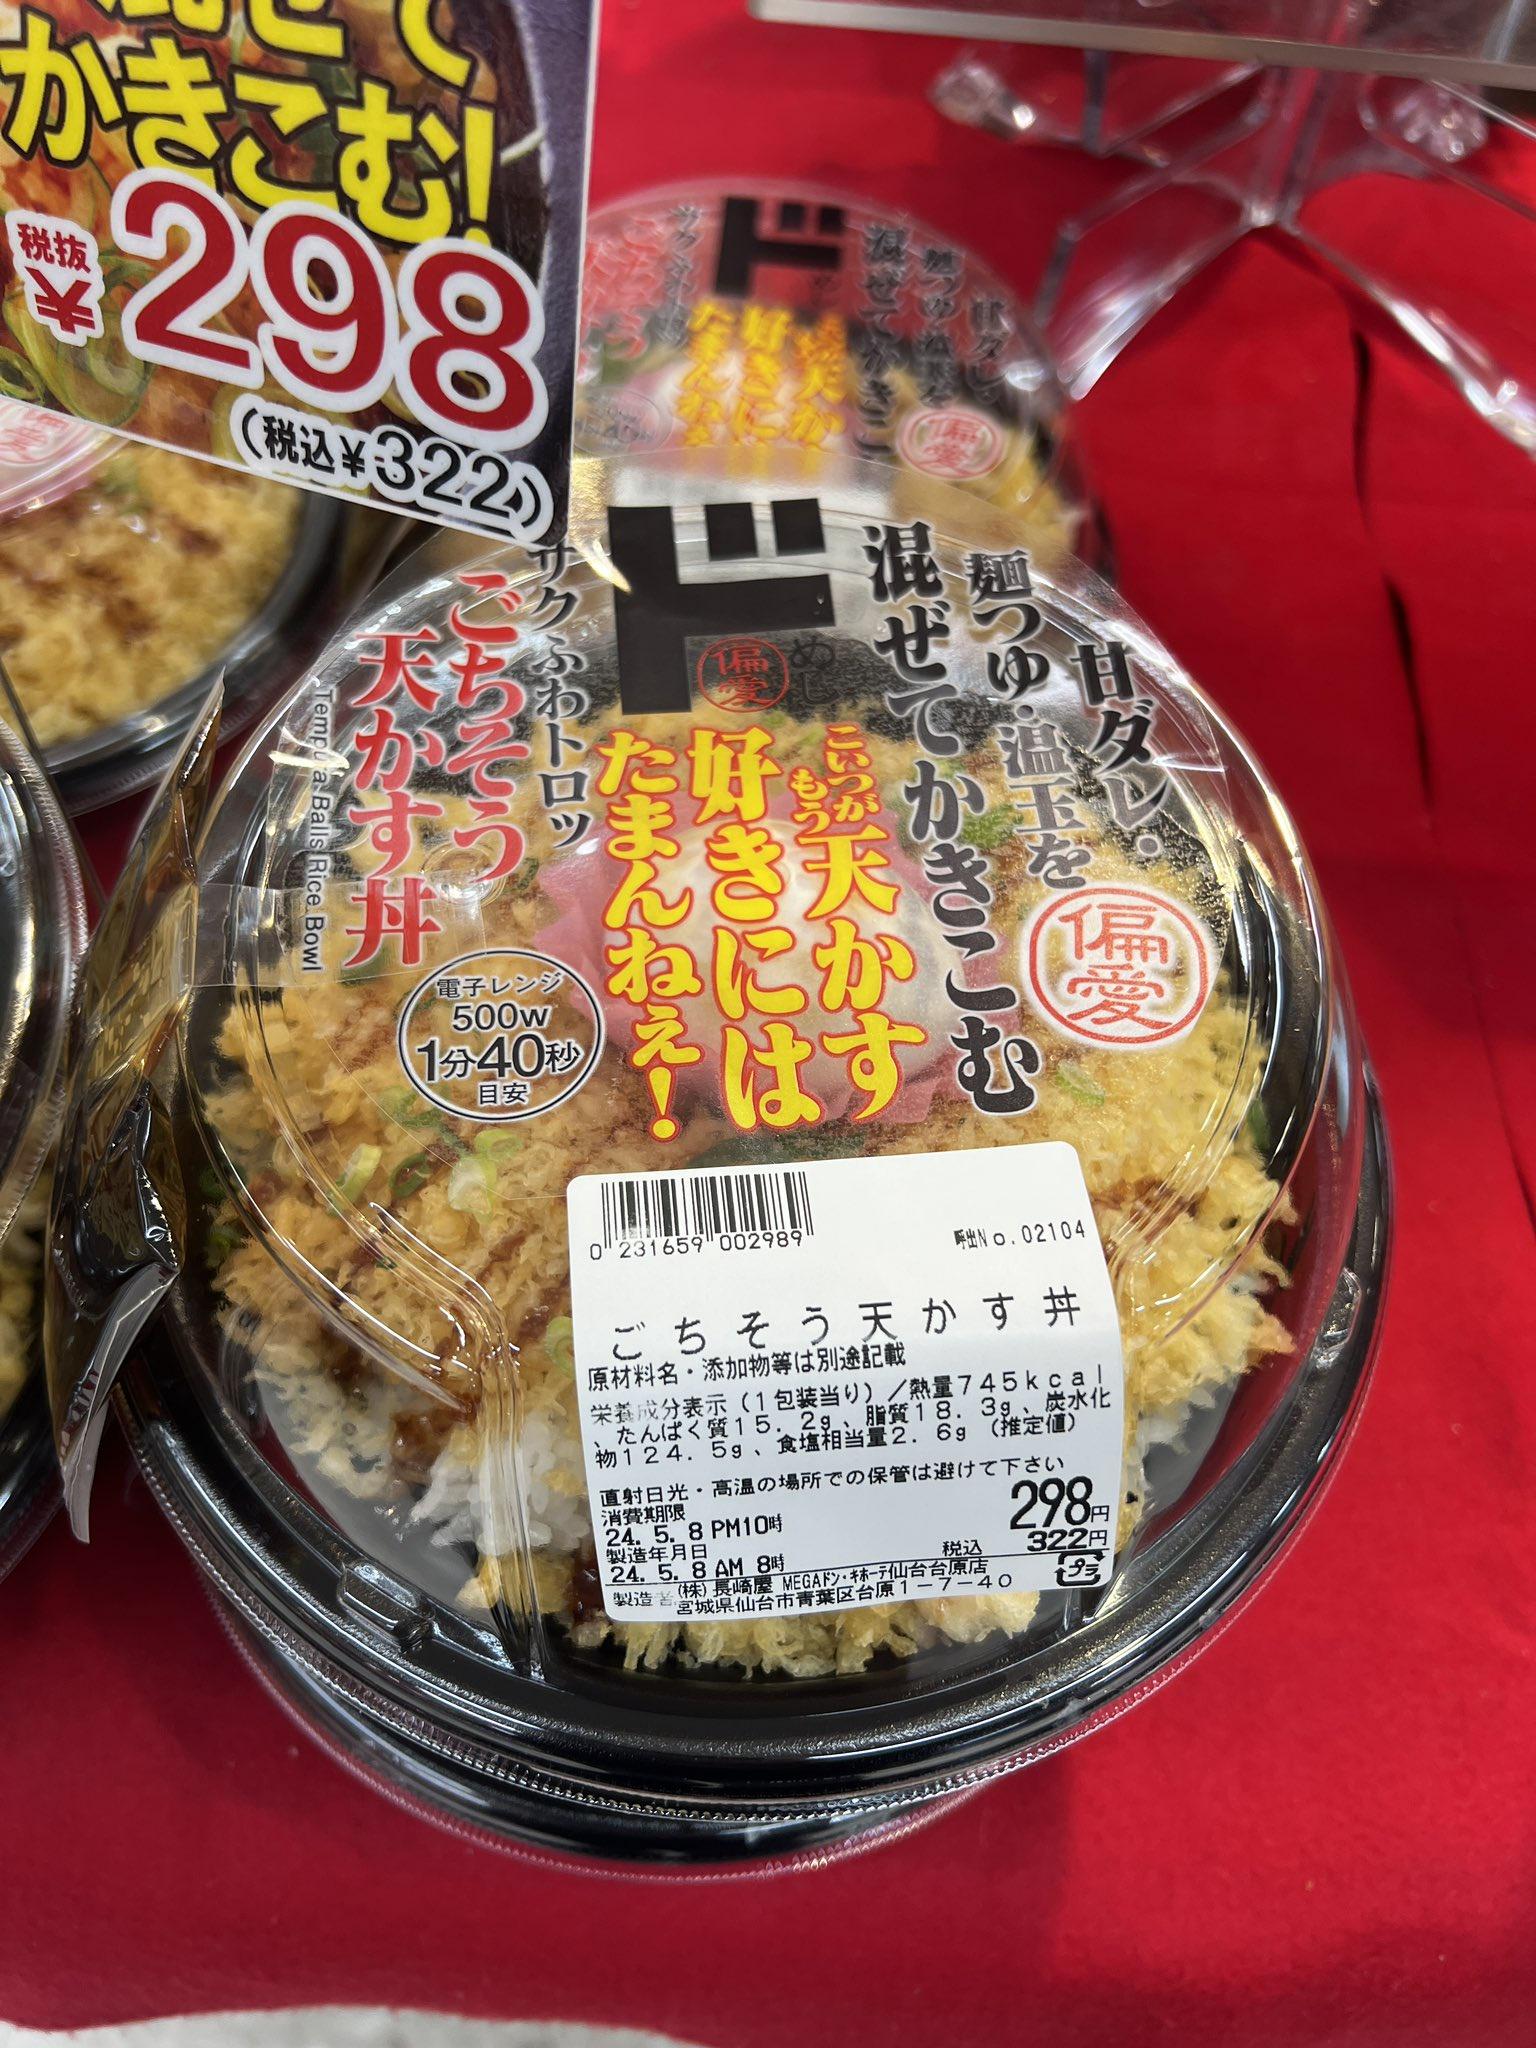 かきこむ!
税抜
298
(税込¥322)
ド
めし
偏愛
甘ダレ・
麺つゆ・温玉を
混ぜてかきこむ
偏愛
こいつが
もう天かす
好きには
たまんねぇ!
サクふわトロッ
ごちそう
天かす丼
Tempura Balls Rice Bowl
電子レンジ
500w
1分40秒
目安
0 231659 002989
呼出No.02104
ごちそう天かす丼
原材料名・添加物等は別途記載
栄養成分表示(1包装当り)/熱量745kcal
、たんぱく質15.2g、脂質18.3g、炭水化
物124.5g、食塩相当量2.6g (推定値)
直射日光・高温の場所での保管は避けて下さい
消費期限
24.5.8 PM10時
298円
製造年月日
税込 322円
24.5.8 AM 8時
プラ
製造者(株)長崎屋 MEGAドン・キホーテ仙台台原店
宮城県仙台市青葉区台原1-7-40